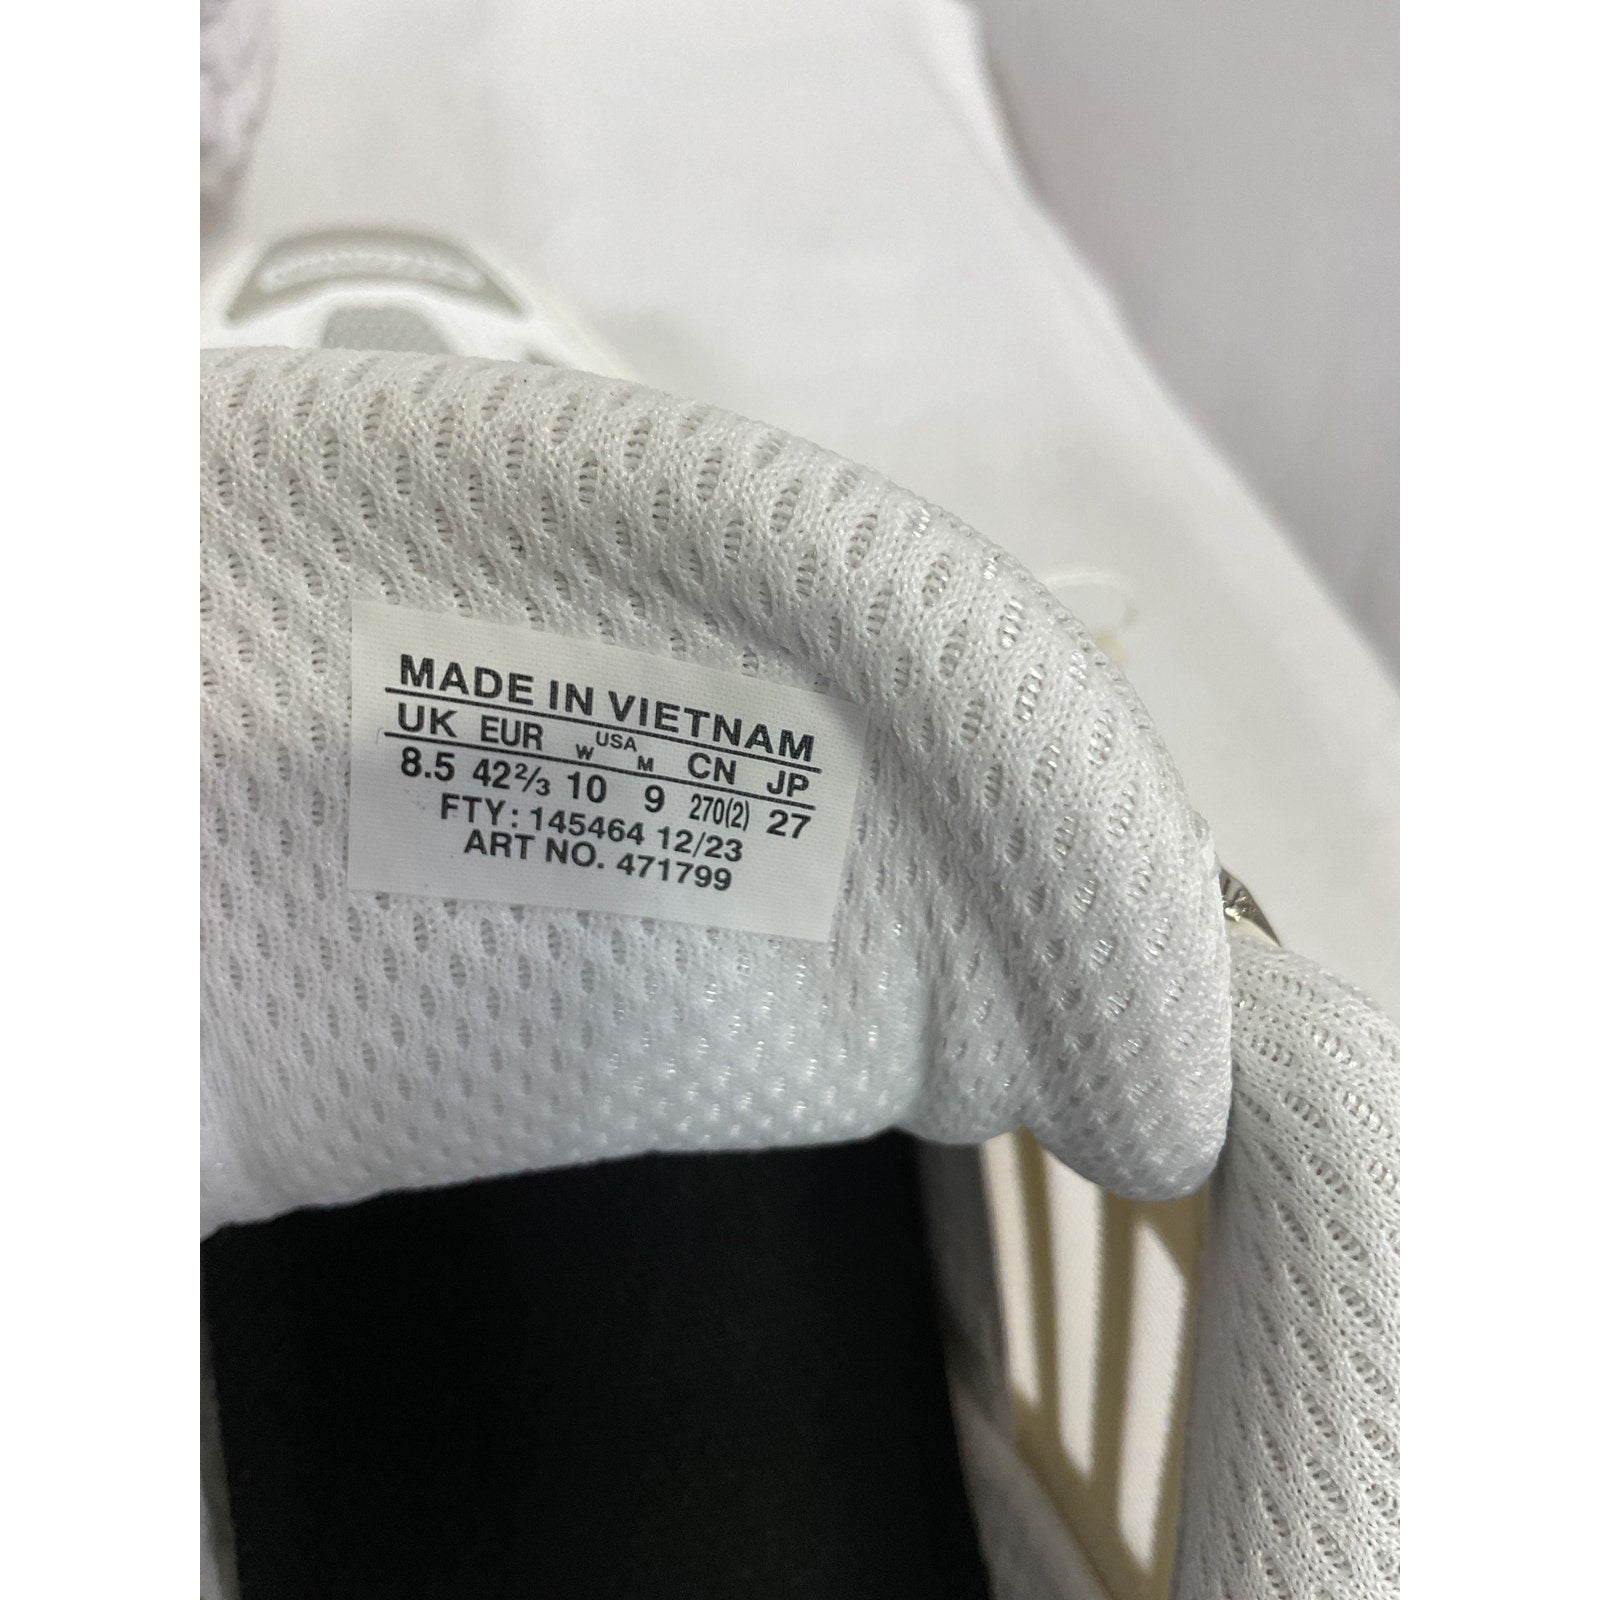 MADE IN VIETNAM
UK EUR W USA M CN JP
8.5 42⅔ 10 9 270(2) 27
FTY: 145464 12/23
ART NO. 471799